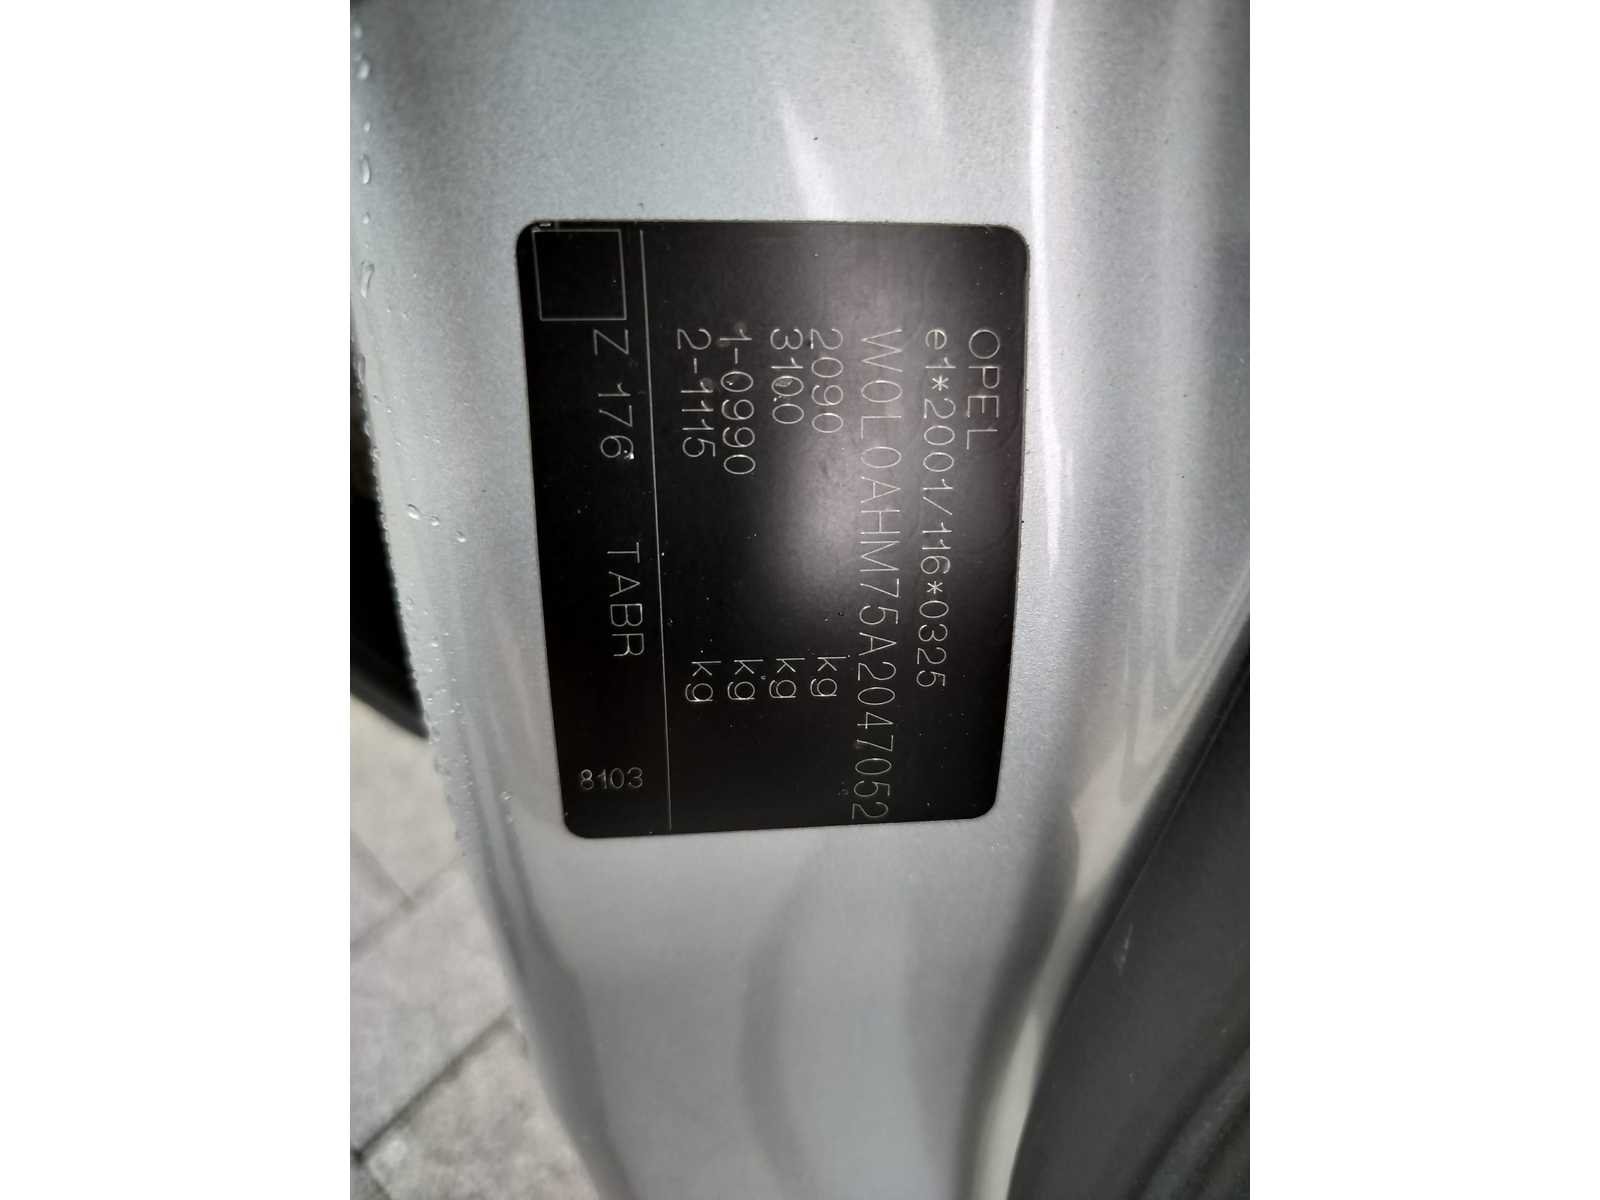 OPEL
e1*2001/116*0325
W0L0AHM75A2047052
2090 kg
3100 kg
1-0990 kg
2-1115 kg
Z 176 TABR 8103